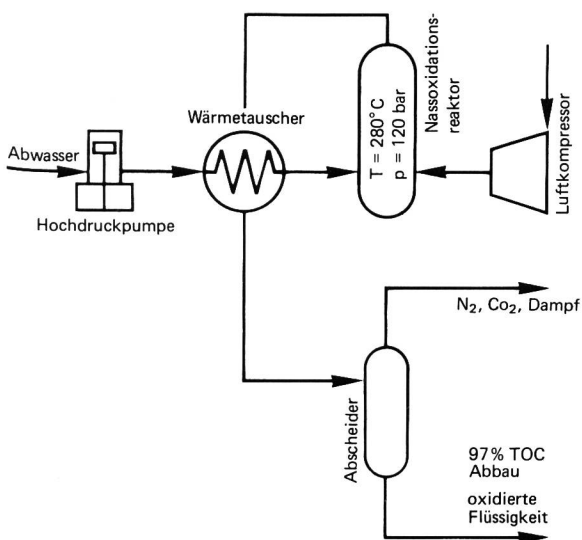 Abwasser
Hochdruckpumpe
Wärmetauscher
T = 280° C
p = 120 bar
Nassoxidations-
reaktor
Luftkompressor
N₂, Co₂, Dampf
Abscheider
97% TOC
Abbau
oxidierte
Flüssigkeit